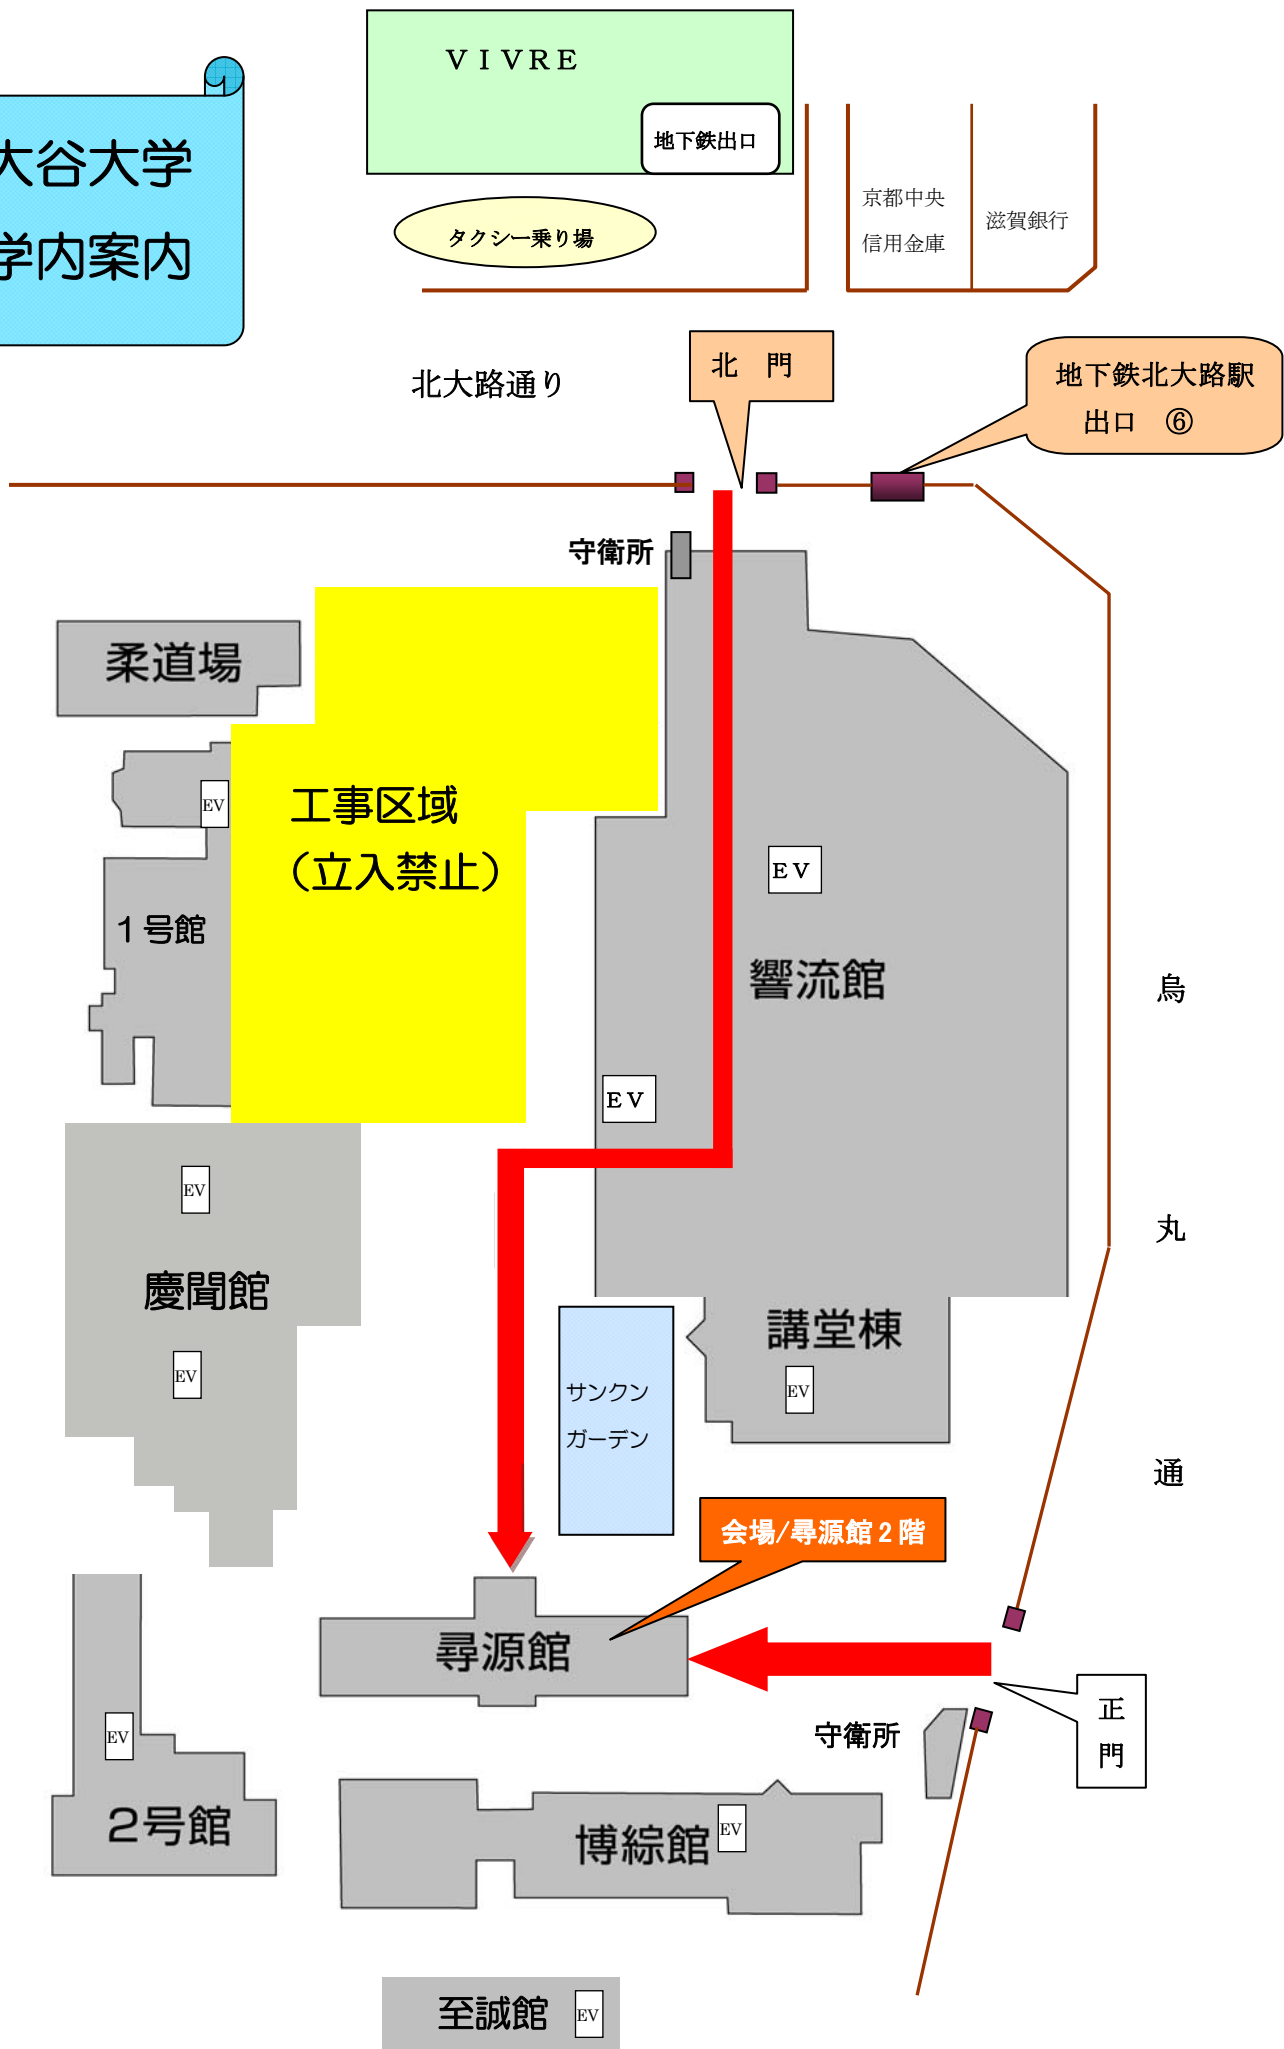 ＶＩＶＲＥ
地下鉄出口
大谷大学
学内案内
タクシー乗り場
京都中央
信用金庫
滋賀銀行
北大路通り
北　門
地下鉄北大路駅
出口　⑥
守衛所
柔道場
工事区域
（立入禁止）
EV
１号館
ＥＶ
響流館
烏
丸
通
ＥＶ
EV
慶聞館
EV
講堂棟
EV
サンクン
ガーデン
会場/尋源館２階
尋源館
正
門
守衛所
EV
２号館
博綜館
EV
至誠館
EV